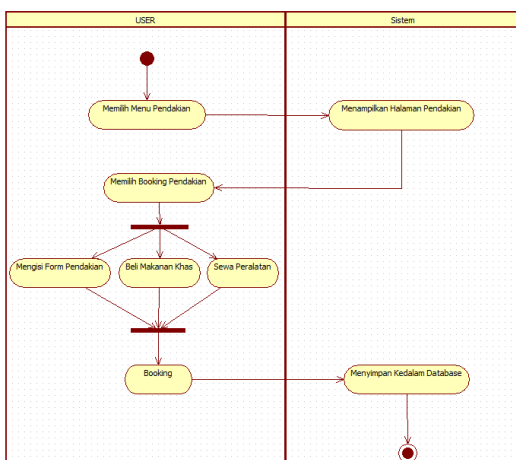 USER
Sistem
Memilih Menu Pendakian
Menampilkan Halaman Pendakian
Memilih Booking Pendakian
Mengisi Form Pendakian
Beli Makanan Khas
Sewa Peralatan
Booking
Menyimpan Kedalam Database